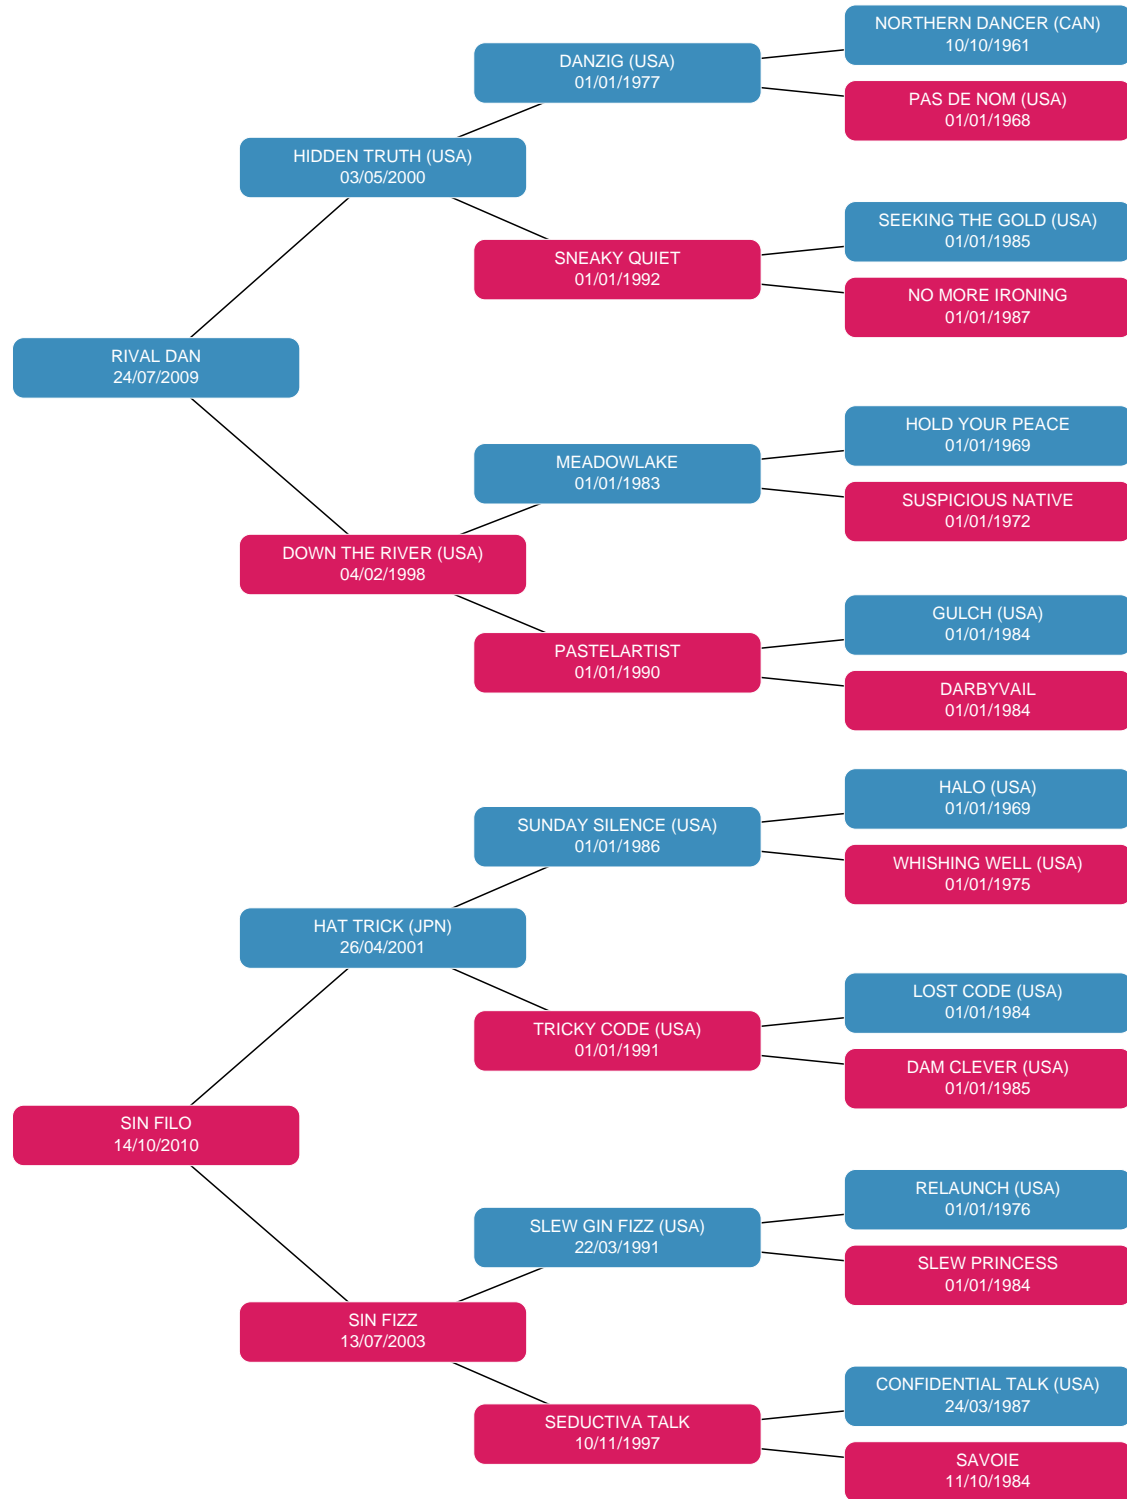 NORTHERN DANCER (CAN)
10/10/1961
DANZIG (USA)
01/01/1977
PAS DE NOM (USA)
01/01/1968
HIDDEN TRUTH (USA)
03/05/2000
SEEKING THE GOLD (USA)
01/01/1985
SNEAKY QUIET
01/01/1992
NO MORE IRONING
01/01/1987
RIVAL DAN
24/07/2009
HOLD YOUR PEACE
01/01/1969
MEADOWLAKE
01/01/1983
SUSPICIOUS NATIVE
01/01/1972
DOWN THE RIVER (USA)
04/02/1998
GULCH (USA)
01/01/1984
PASTELARTIST
01/01/1990
DARBYVAIL
01/01/1984
HALO (USA)
01/01/1969
SUNDAY SILENCE (USA)
01/01/1986
WHISHING WELL (USA)
01/01/1975
HAT TRICK (JPN)
26/04/2001
LOST CODE (USA)
01/01/1984
TRICKY CODE (USA)
01/01/1991
DAM CLEVER (USA)
01/01/1985
SIN FILO
14/10/2010
RELAUNCH (USA)
01/01/1976
SLEW GIN FIZZ (USA)
22/03/1991
SLEW PRINCESS
01/01/1984
SIN FIZZ
13/07/2003
CONFIDENTIAL TALK (USA)
24/03/1987
SEDUCTIVA TALK
10/11/1997
SAVOIE
11/10/1984